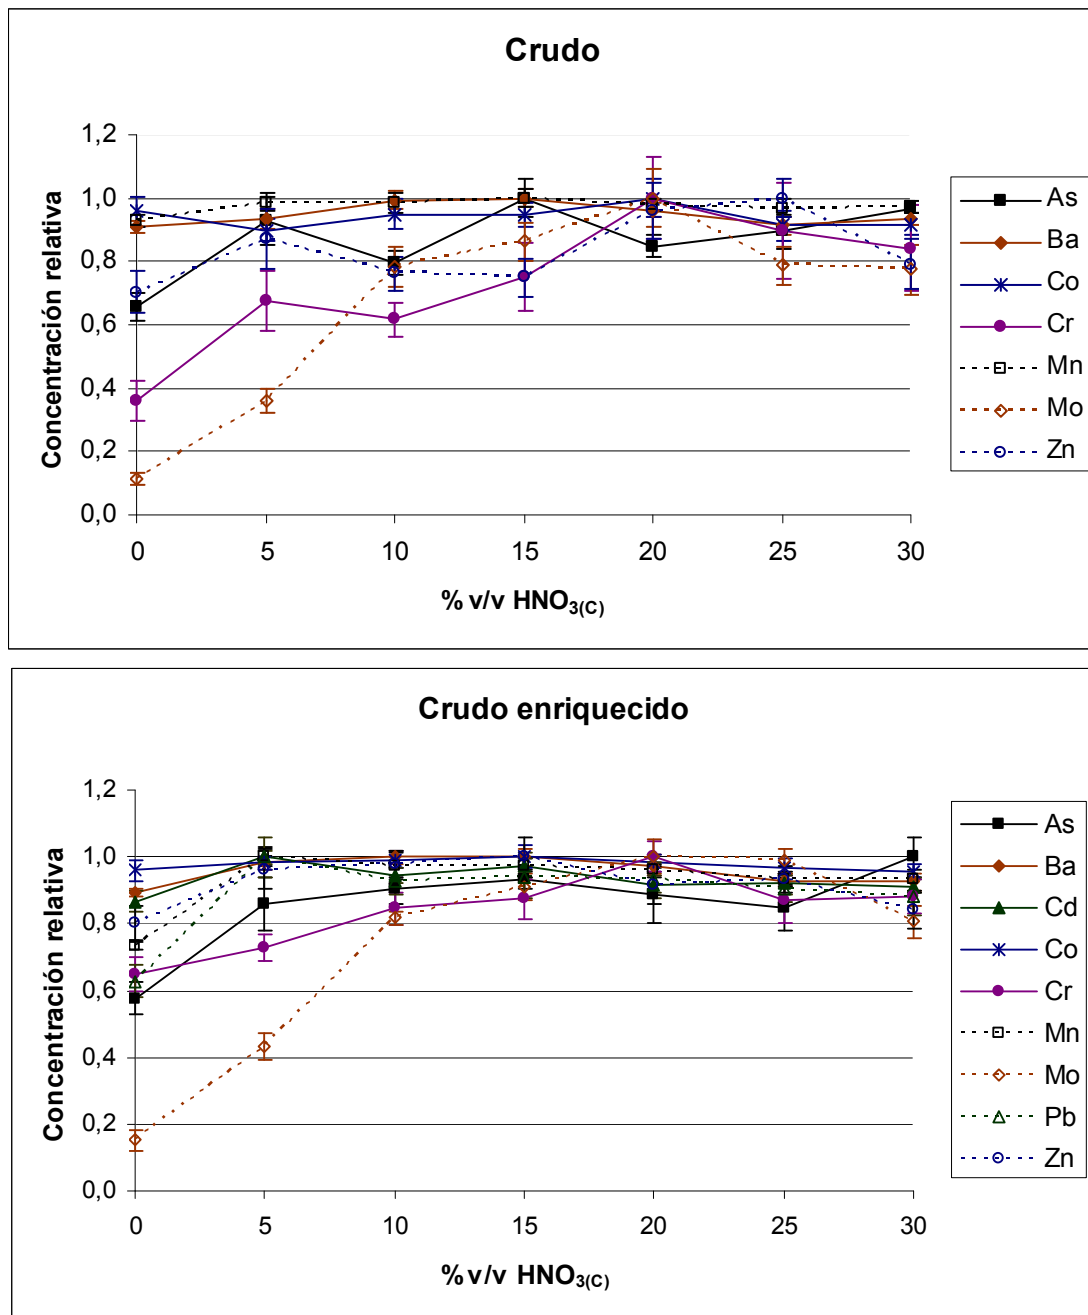 Crudo
Concentración relativa
1,2
1,0
0,8
0,6
0,4
0,2
0,0
0 5 10 15 20 25 30
% v/v HNO3(C)
As
Ba
Co
Cr
Mn
Mo
Zn
Crudo enriquecido
Concentración relativa
1,2
1,0
0,8
0,6
0,4
0,2
0,0
0 5 10 15 20 25 30
% v/v HNO3(C)
As
Ba
Cd
Co
Cr
Mn
Mo
Pb
Zn